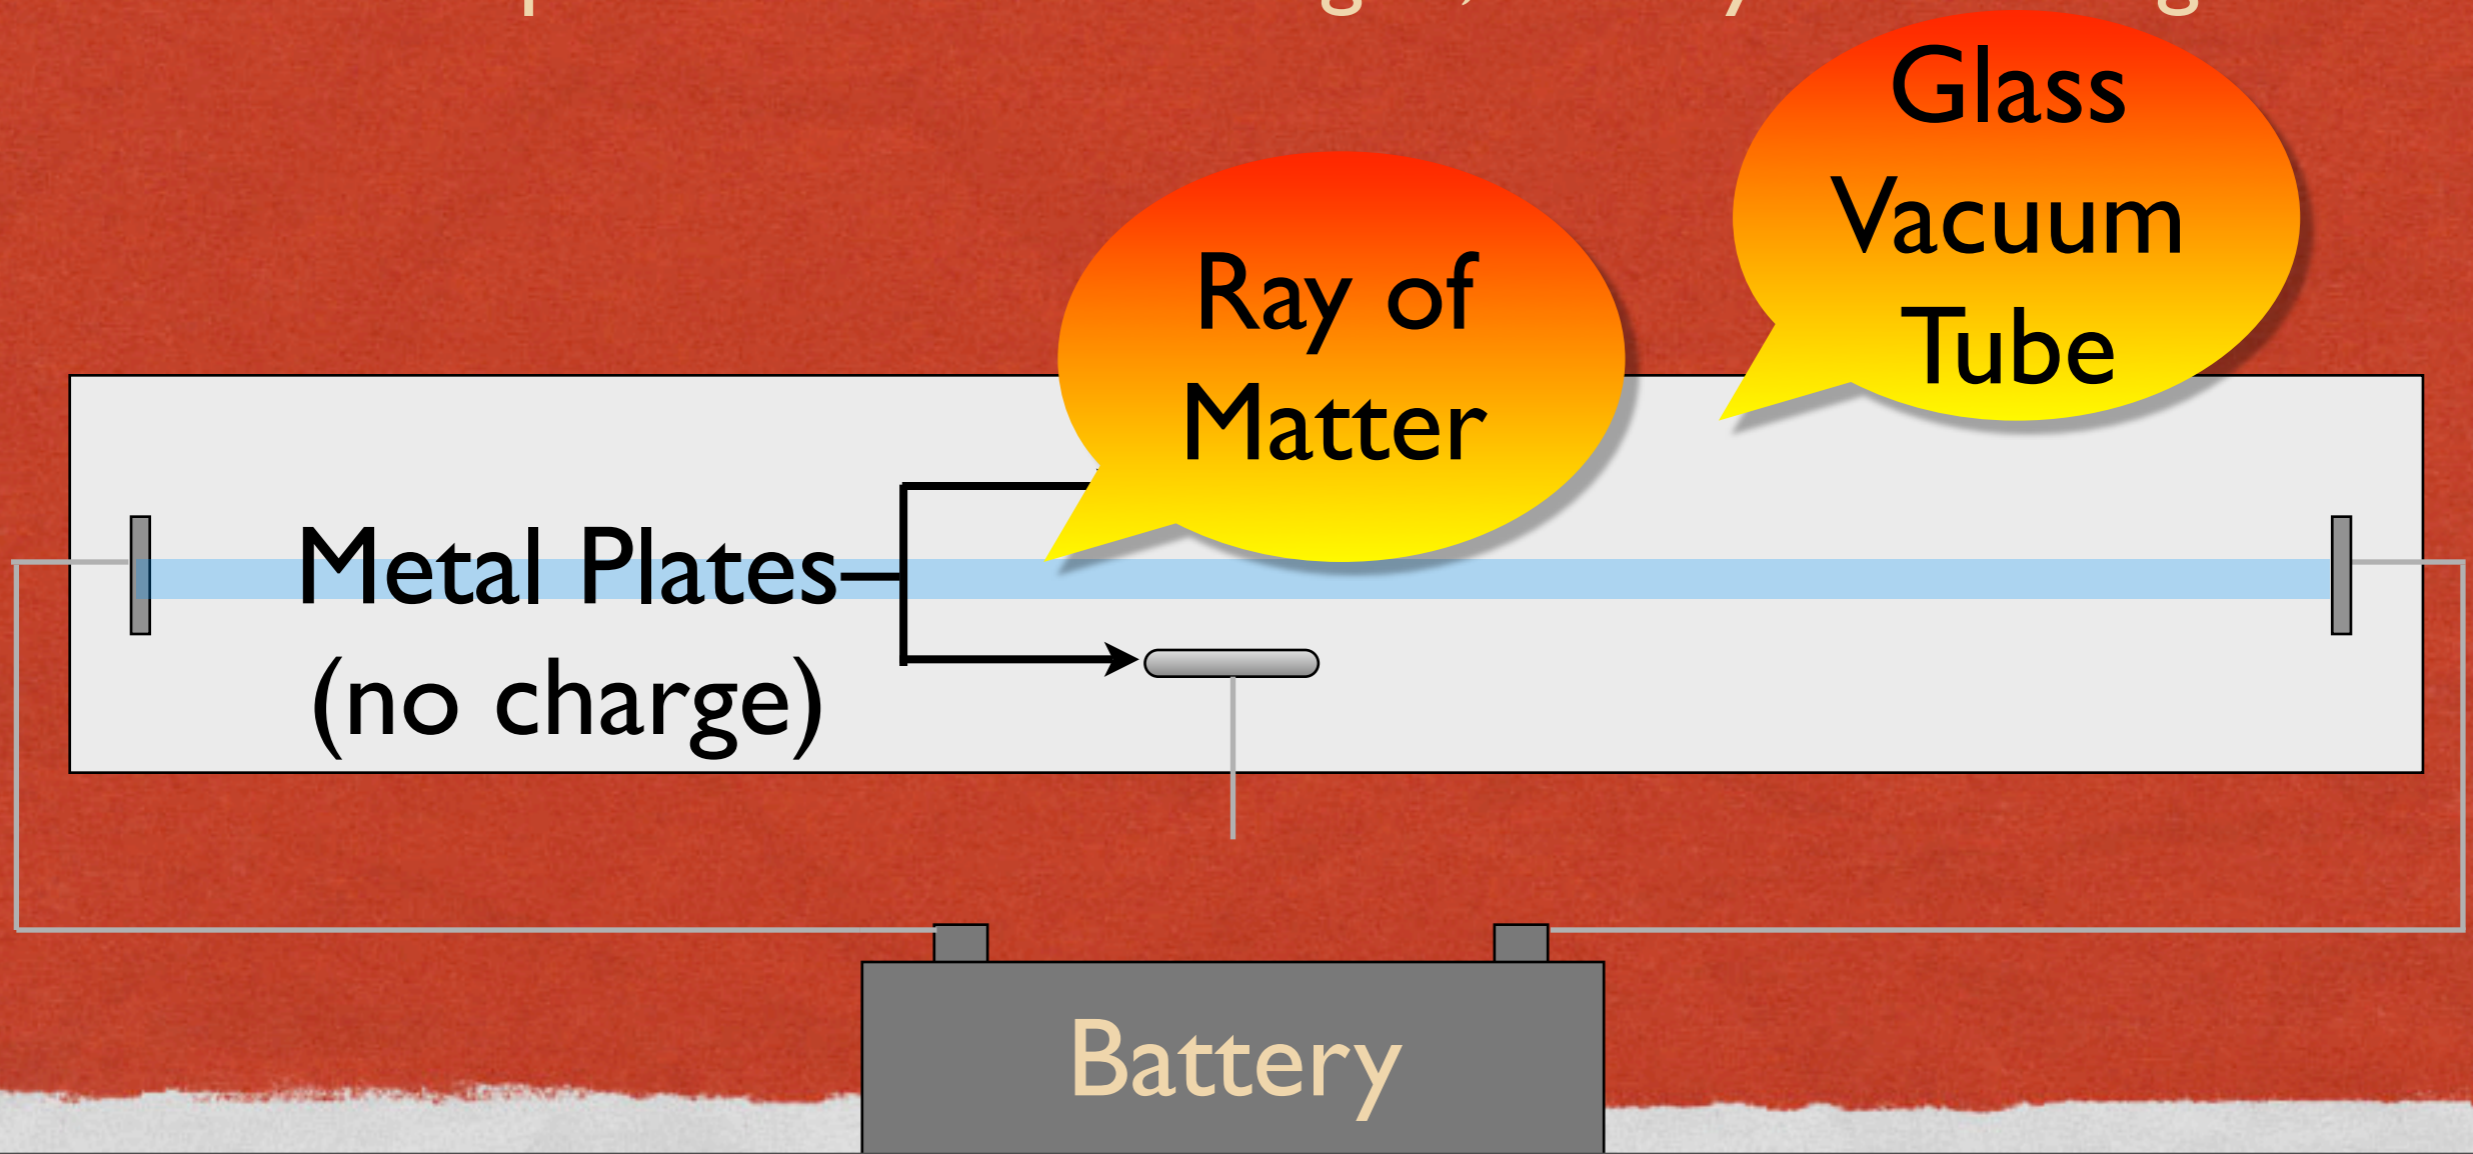 Glass
Vacuum
Tube
Ray of
Matter
Metal Plates
(no charge)
Battery